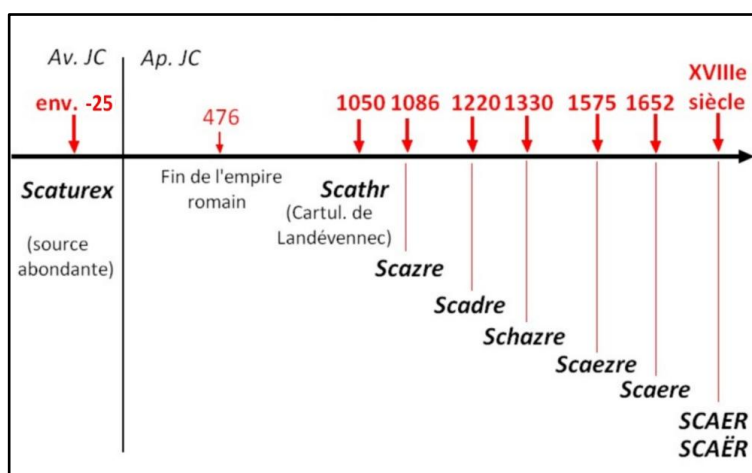 Av. JC
Ap. JC
XVIIIe
siècle
env. -25
476
1050
1086
1220
1330
1575
1652
Scaturex
(source
abondante)
Fin de l'empire
romain
Scathr
(Cartul. de
Landévennec)
Scazre
Scadre
Schazre
Scaezre
Scaere
SCAER
SCAËR